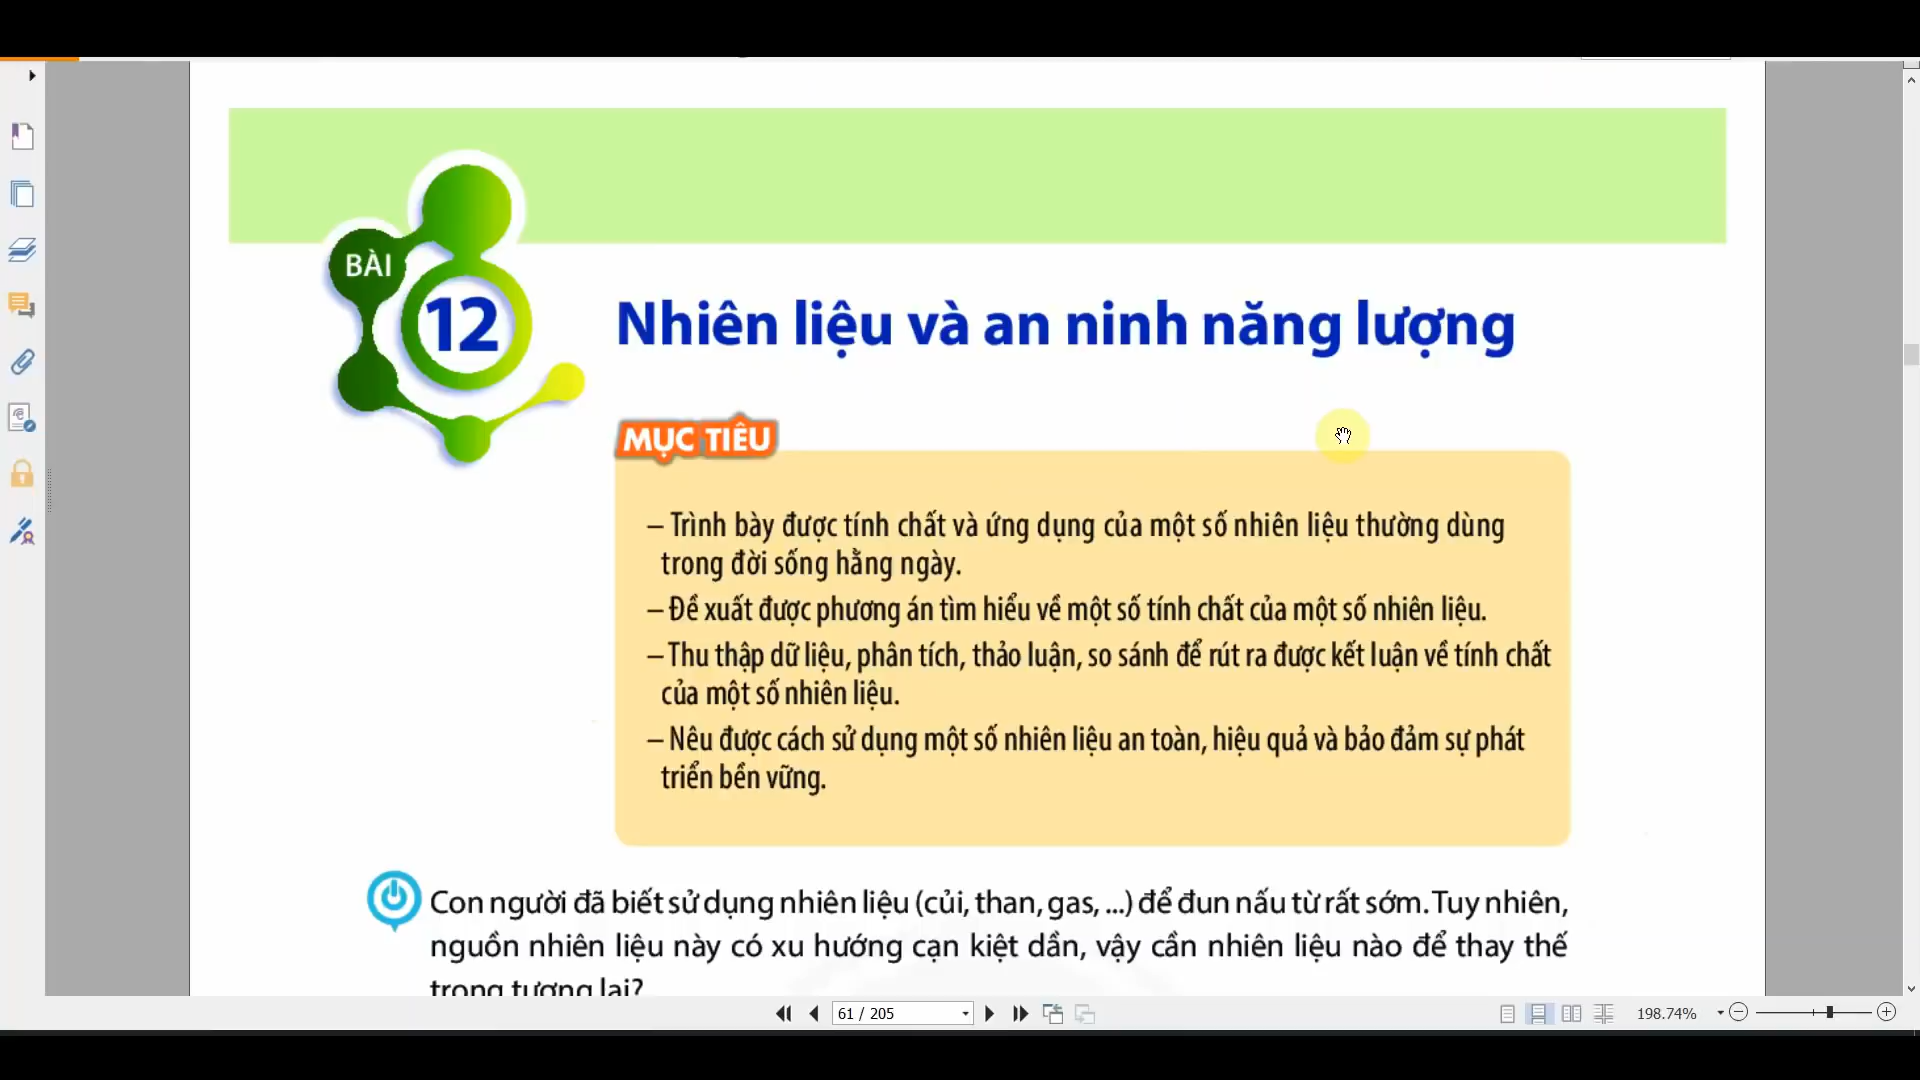 BÀI
12
Nhiên liệu và an ninh năng lượng
MỤC TIÊU
– Trình bày được tính chất và ứng dụng của một số nhiên liệu thường dùng
trong đời sống hằng ngày.
– Đề xuất được phương án tìm hiểu về một số tính chất của một số nhiên liệu.
– Thu thập dữ liệu, phân tích, thảo luận, so sánh để rút ra được kết luận về tính chất
của một số nhiên liệu.
– Nêu được cách sử dụng một số nhiên liệu an toàn, hiệu quả và bảo đảm sự phát
triển bền vững.
Con người đã biết sử dụng nhiên liệu (củi, than, gas, ...) để đun nấu từ rất sớm. Tuy nhiên,
nguồn nhiên liệu này có xu hướng cạn kiệt dần, vậy cần nhiên liệu nào để thay thế
trong tương lai?
61 / 205
198.74%